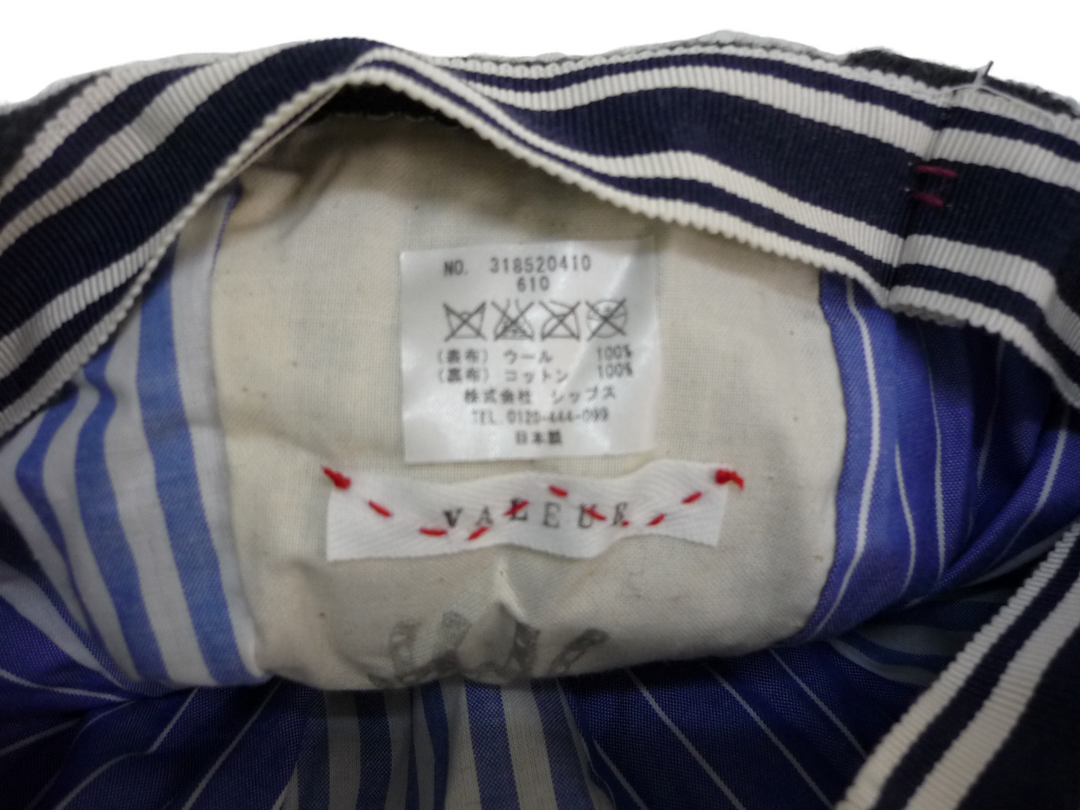 NO. 318520410
610
(表布) ウール 100%
(裏布) コットン 100%
株式会社 シップス
TEL.0120-444-099
日本製
VALEUR